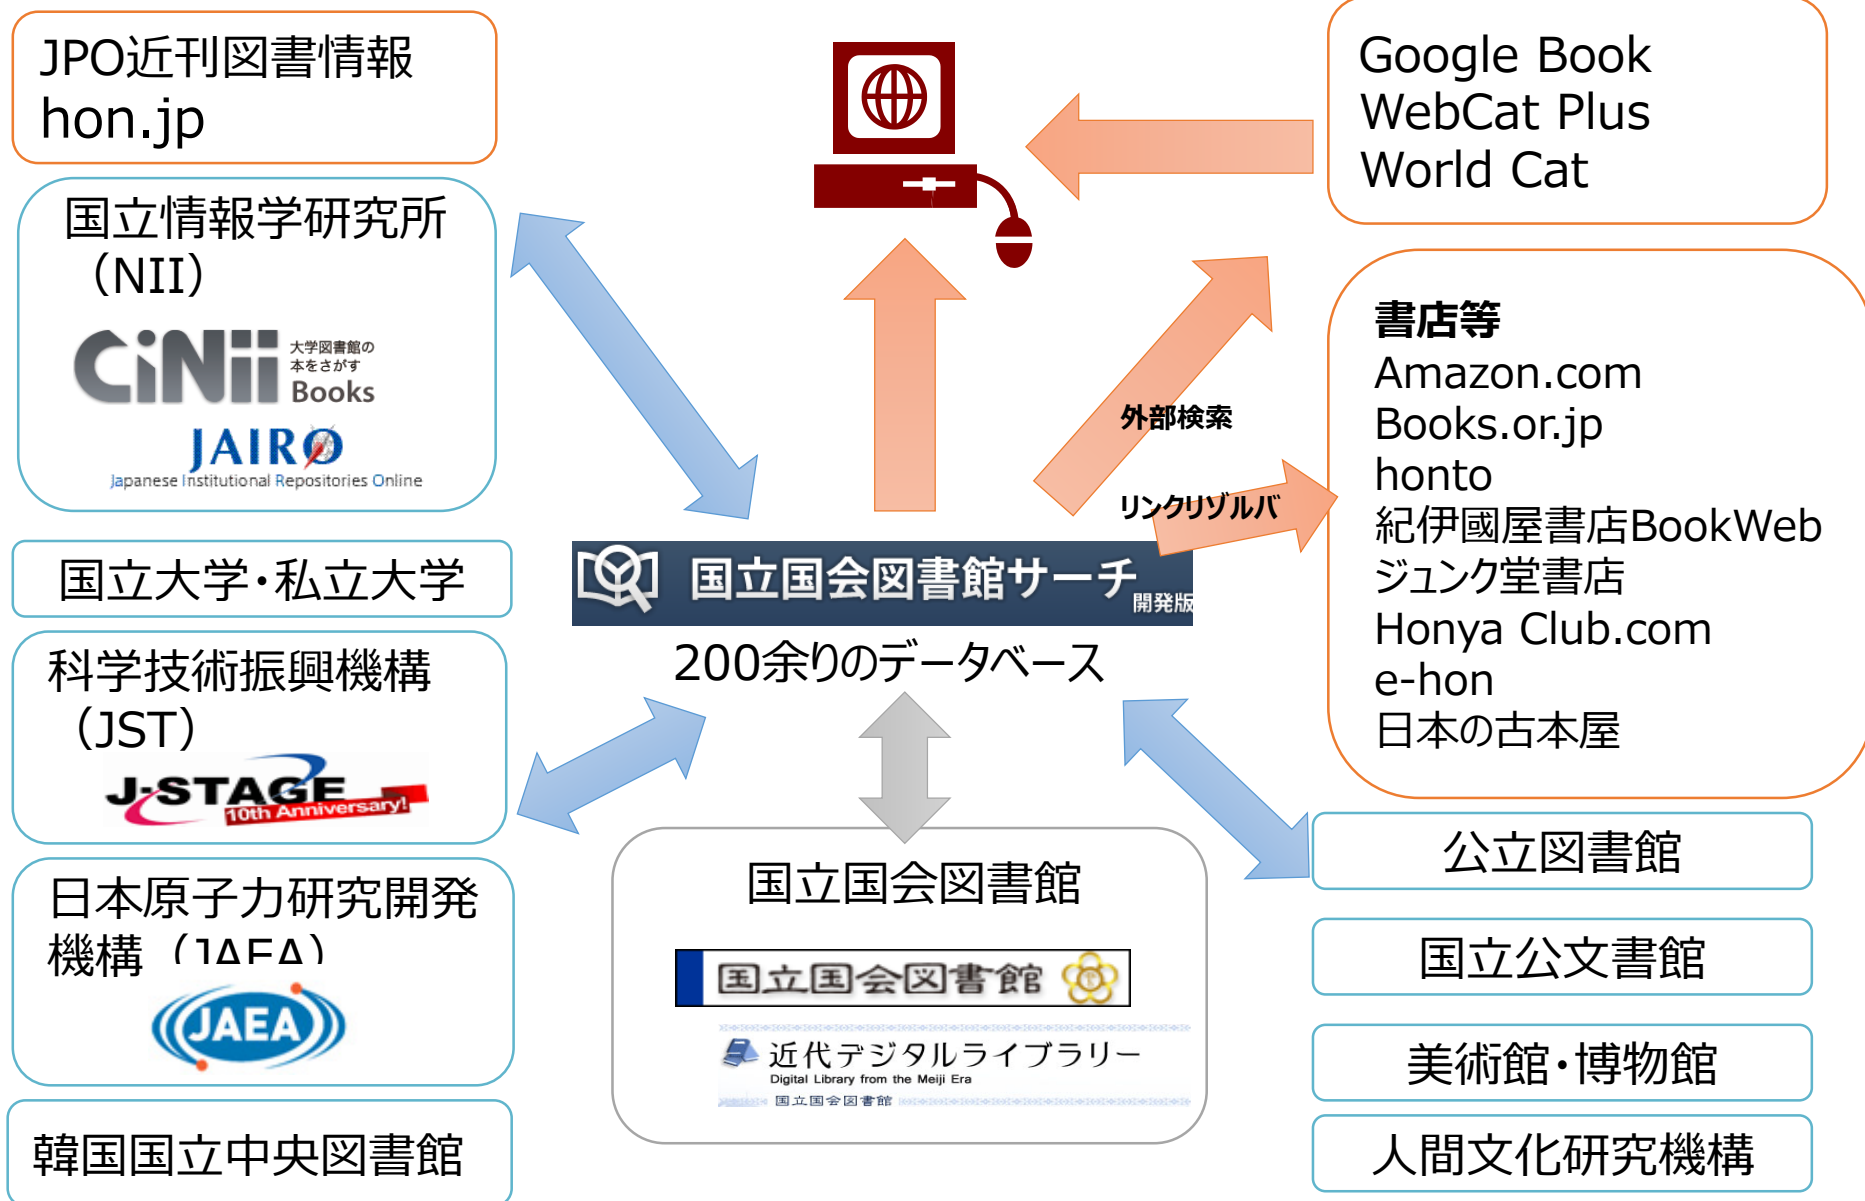 JPO近刊図書情報
hon.jp
国立情報学研究所
（NII）
CiNii
大学図書館の
本をさがす
Books
JAIRO
Japanese Institutional Repositories Online
国立大学・私立大学
科学技術振興機構
（JST）
J-STAGE
10th Anniversary!
日本原子力研究開発
機構（JAEA）
JAEA
韓国国立中央図書館
外部検索
リンクリゾルバ
国立国会図書館サーチ
開発版
200余りのデータベース
国立国会図書館
国立国会図書館
近代デジタルライブラリー
Digital Library from the Meiji Era
国立国会図書館
Google Book
WebCat Plus
World Cat
書店等
Amazon.com
Books.or.jp
honto
紀伊國屋書店BookWeb
ジュンク堂書店
Honya Club.com
e-hon
日本の古本屋
公立図書館
国立公文書館
美術館・博物館
人間文化研究機構